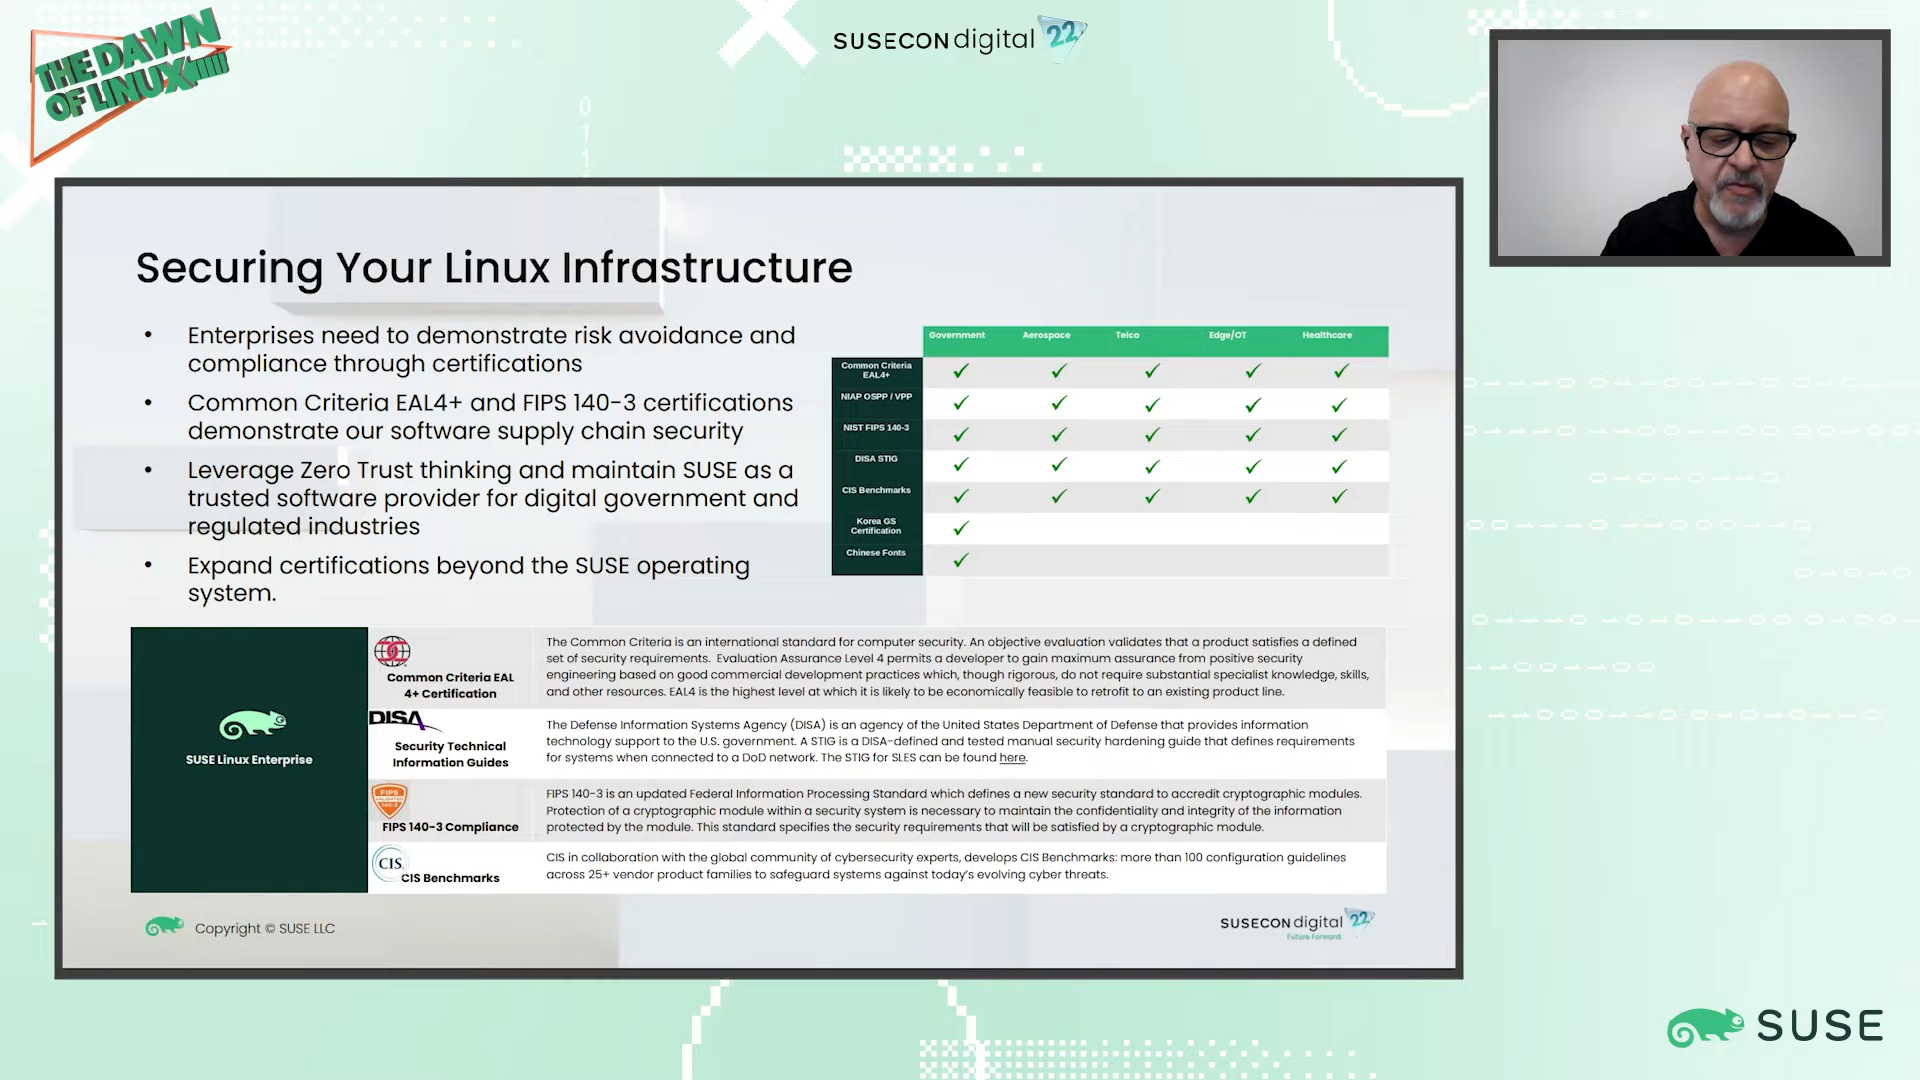 THE DAWN
OF LINUX
SUSECON digital 22
Securing Your Linux Infrastructure
• Enterprises need to demonstrate risk avoidance and
compliance through certifications
• Common Criteria EAL4+ and FIPS 140-3 certifications
demonstrate our software supply chain security
• Leverage Zero Trust thinking and maintain SUSE as a
trusted software provider for digital government and
regulated industries
• Expand certifications beyond the SUSE operating
system.
Government Aerospace Telco Edge/OT Healthcare
Common Criteria
EAL4+ ✓ ✓ ✓ ✓ ✓
NIAP OSPP / VPP ✓ ✓ ✓ ✓ ✓
NIST FIPS 140-3 ✓ ✓ ✓ ✓ ✓
DISA STIG ✓ ✓ ✓ ✓ ✓
CIS Benchmarks ✓ ✓ ✓ ✓ ✓
Korea GS
Certification ✓
Chinese Fonts ✓
SUSE Linux Enterprise
Common Criteria EAL
4+ Certification
The Common Criteria is an international standard for computer security. An objective evaluation validates that a product satisfies a defined
set of security requirements. Evaluation Assurance Level 4 permits a developer to gain maximum assurance from positive security
engineering based on good commercial development practices which, though rigorous, do not require substantial specialist knowledge, skills,
and other resources. EAL4 is the highest level at which it is likely to be economically feasible to retrofit to an existing product line.
DISA
Security Technical
Information Guides
The Defense Information Systems Agency (DISA) is an agency of the United States Department of Defense that provides information
technology support to the U.S. government. A STIG is a DISA-defined and tested manual security hardening guide that defines requirements
for systems when connected to a DoD network. The STIG for SLES can be found here.
FIPS
VALIDATED
140-3
FIPS 140-3 Compliance
FIPS 140-3 is an updated Federal Information Processing Standard which defines a new security standard to accredit cryptographic modules.
Protection of a cryptographic module within a security system is necessary to maintain the confidentiality and integrity of the information
protected by the module. This standard specifies the security requirements that will be satisfied by a cryptographic module.
CIS
CIS Benchmarks
CIS in collaboration with the global community of cybersecurity experts, develops CIS Benchmarks: more than 100 configuration guidelines
across 25+ vendor product families to safeguard systems against today's evolving cyber threats.
Copyright © SUSE LLC
SUSECON digital 22
Future Forward.
SUSE